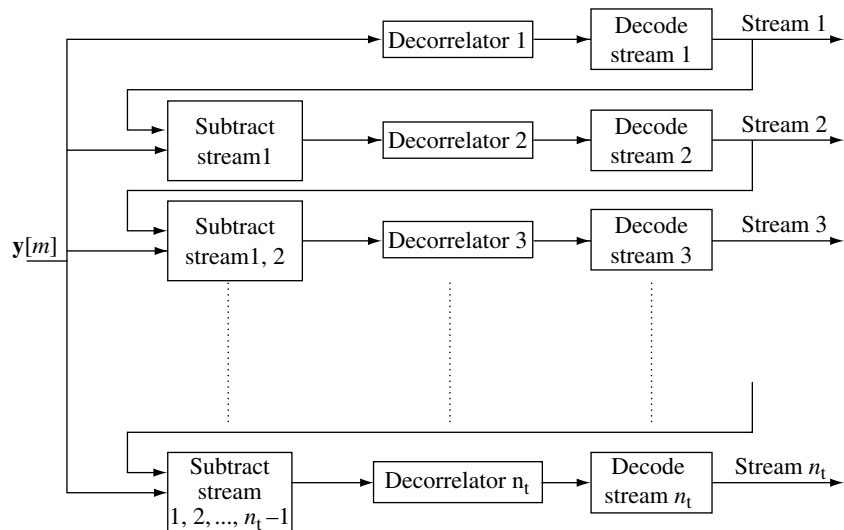 Stream 1
Decorrelator 1
Decode
stream 1
Stream 2
Subtract
stream1
Decorrelator 2
Decode
stream 2
Stream 3
Subtract
stream1, 2
Decorrelator 3
Decode
stream 3
y[m]
Stream nt
Subtract
stream
1, 2,..., nt –1
Decorrelator nt
Decode
stream nt